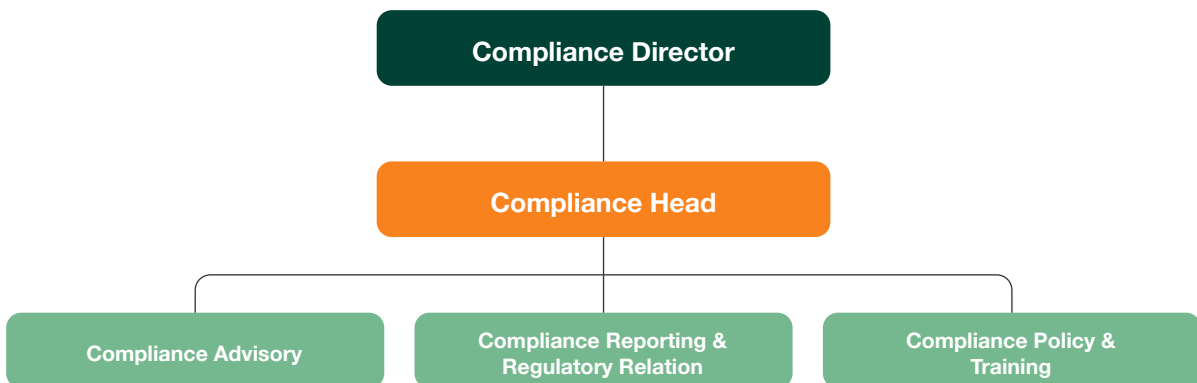 Compliance Director
Compliance Head
Compliance Advisory
Compliance Reporting &
Regulatory Relation
Compliance Policy &
Training